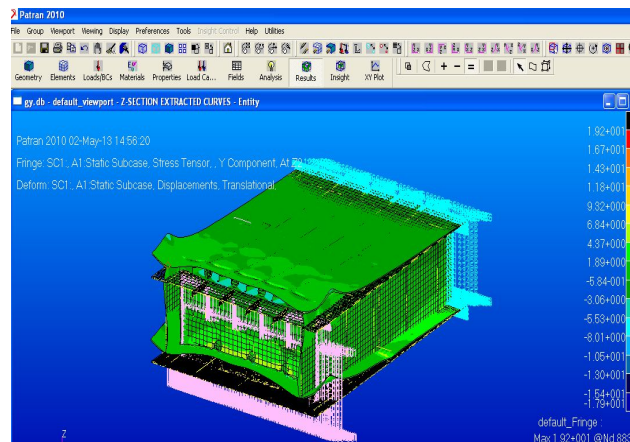 Patran 2010
File Group Viewport Viewing Display Preferences Tools Insight Control Help Utilities
Geometry Elements Loads/BCs Materials Properties Load Ca... Fields Analysis Results Insight XY Plot
gy.db - default_viewport - Z-SECTION EXTRACTED CURVES - Entity
Patran 2010 02-May-13 14:56:20
Fringe: SC1:, A1:Static Subcase, Stress Tensor, , Y Component, At
Deform: SC1:, A1:Static Subcase, Displacements, Translational,
1.92+001
1.67+001
1.43+001
1.18+001
9.32+000
6.84+000
4.37+000
1.89+000
-5.84-001
-3.06+000
-5.53+000
-8.01+000
-1.05+001
-1.30+001
-1.54+001
-1.79+001
default_Fringe :
Max 1.92+001 @Nd 883
Z